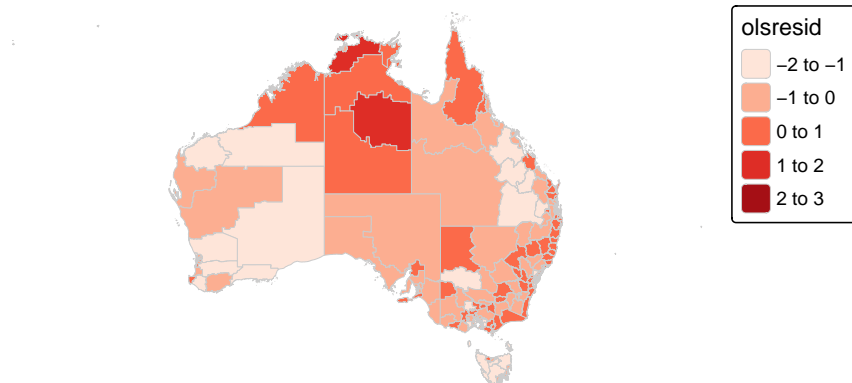 olsresid
−2 to −1
−1 to 0
0 to 1
1 to 2
2 to 3